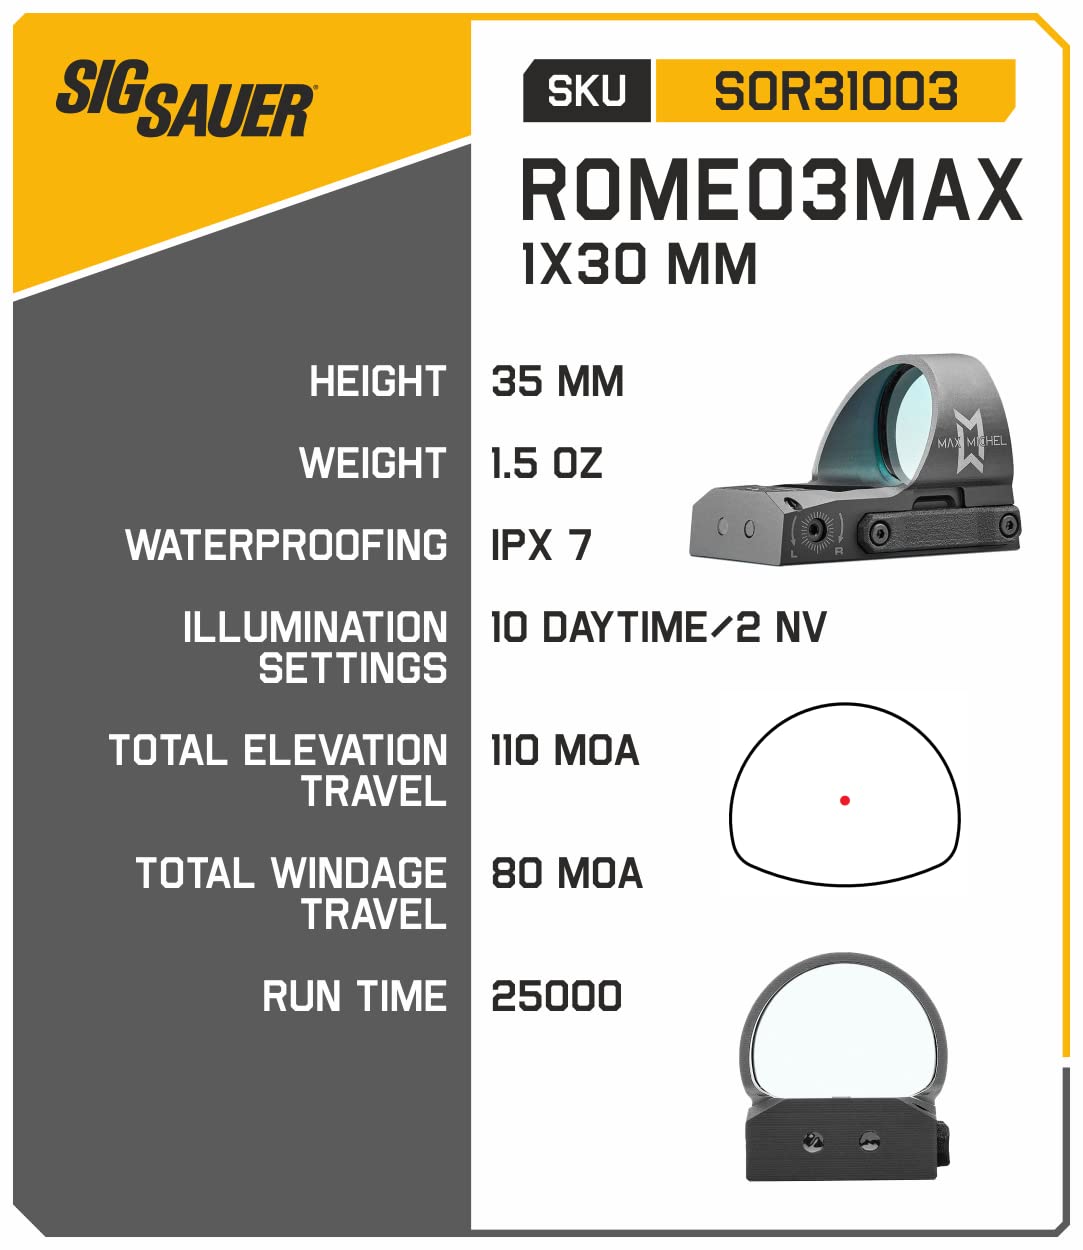 SIG SAUER®
SKU SOR31003
ROMEO3MAX
1X30 MM
HEIGHT 35 MM
WEIGHT 1.5 OZ
WATERPROOFING IPX 7
ILLUMINATION SETTINGS 10 DAYTIME/2 NV
TOTAL ELEVATION TRAVEL 110 MOA
TOTAL WINDAGE TRAVEL 80 MOA
RUN TIME 25000
MAX MICHEL
L R